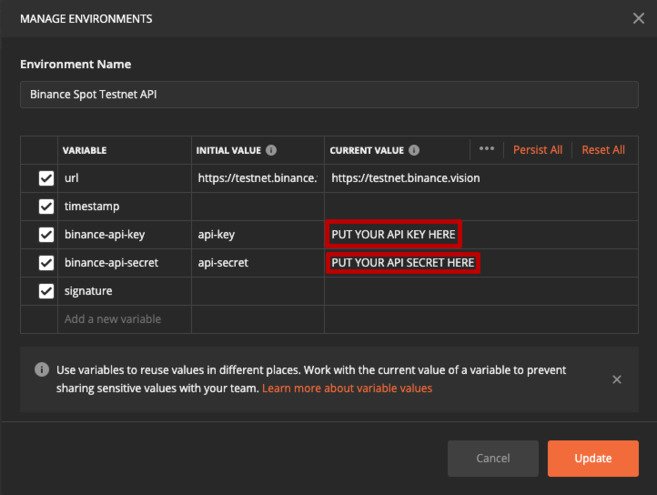 MANAGE ENVIRONMENTS
Environment Name
Binance Spot Testnet API
VARIABLE INITIAL VALUE CURRENT VALUE ••• Persist All Reset All
url https://testnet.binance. https://testnet.binance.vision
timestamp
binance-api-key api-key PUT YOUR API KEY HERE
binance-api-secret api-secret PUT YOUR API SECRET HERE
signature
Add a new variable
Use variables to reuse values in different places. Work with the current value of a variable to prevent
sharing sensitive values with your team. Learn more about variable values
Cancel Update